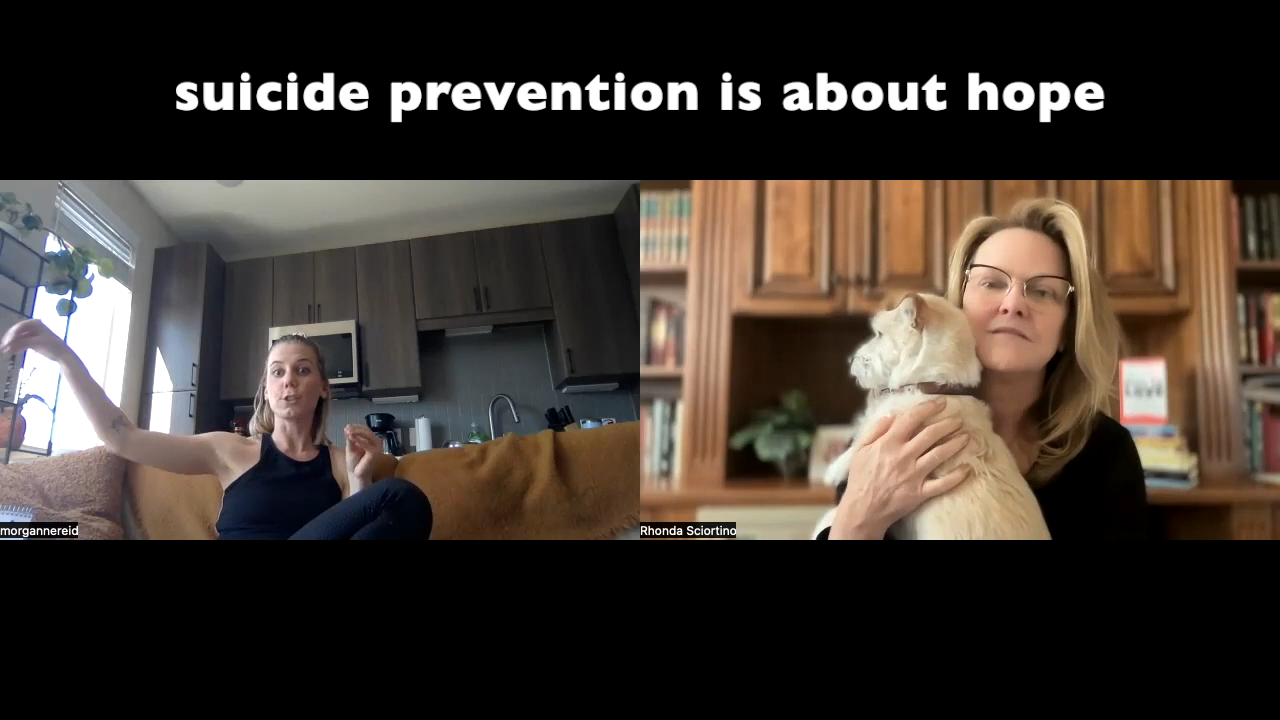 suicide prevention is about hope
morgannereid
Rhonda Sciortino